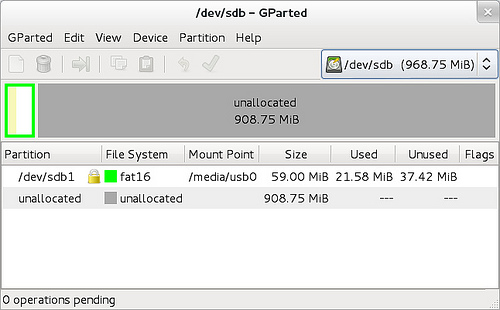 /dev/sdb - GParted
GParted Edit View Device Partition Help
/dev/sdb (968.75 MiB)
unallocated
908.75 MiB
Partition File System Mount Point Size Used Unused Flags
/dev/sdb1 fat16 /media/usb0 59.00 MiB 21.58 MiB 37.42 MiB
unallocated unallocated 908.75 MiB --- ---
0 operations pending